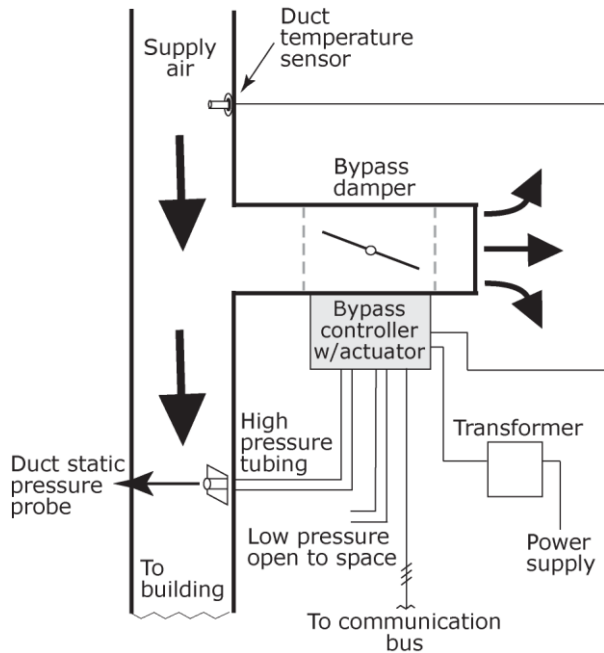 Supply
air
Duct
temperature
sensor
Bypass
damper
Bypass
controller
w/actuator
High
pressure
tubing
Transformer
Duct static
pressure
probe
Low pressure
open to space
Power
supply
To
building
To communication
bus